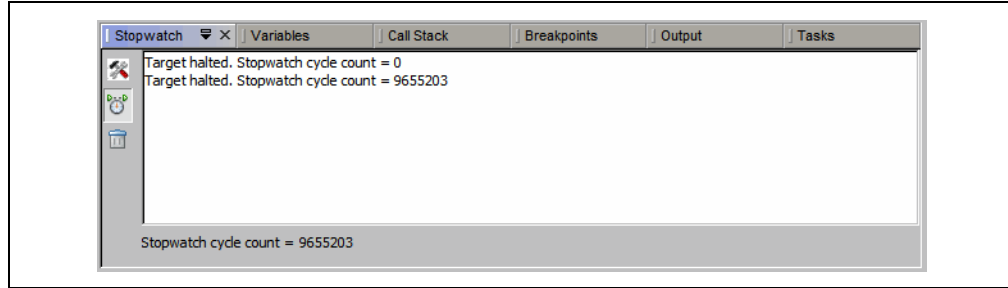 Stopwatch Variables Call Stack Breakpoints Output Tasks
Target halted. Stopwatch cycle count = 0
Target halted. Stopwatch cycle count = 9655203
Stopwatch cycle count = 9655203